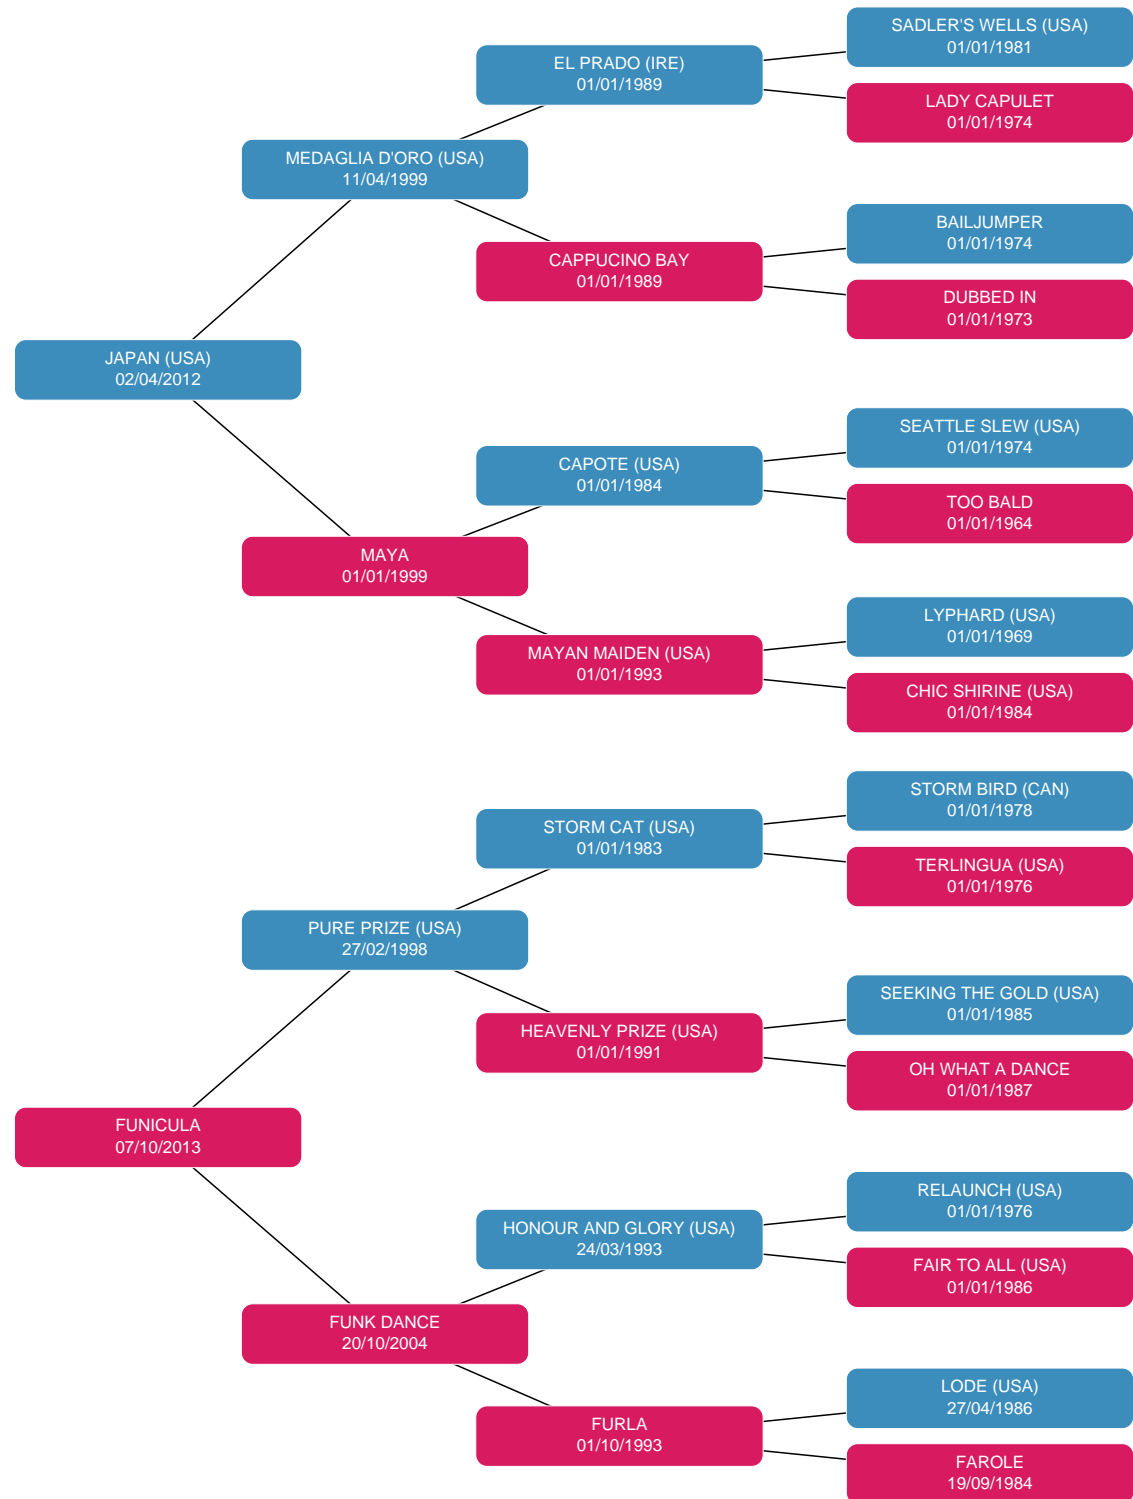 SADLER'S WELLS (USA)
01/01/1981
EL PRADO (IRE)
01/01/1989
LADY CAPULET
01/01/1974
MEDAGLIA D'ORO (USA)
11/04/1999
BAILJUMPER
01/01/1974
CAPPUCINO BAY
01/01/1989
DUBBED IN
01/01/1973
JAPAN (USA)
02/04/2012
SEATTLE SLEW (USA)
01/01/1974
CAPOTE (USA)
01/01/1984
TOO BALD
01/01/1964
MAYA
01/01/1999
LYPHARD (USA)
01/01/1969
MAYAN MAIDEN (USA)
01/01/1993
CHIC SHIRINE (USA)
01/01/1984
STORM BIRD (CAN)
01/01/1978
STORM CAT (USA)
01/01/1983
TERLINGUA (USA)
01/01/1976
PURE PRIZE (USA)
27/02/1998
SEEKING THE GOLD (USA)
01/01/1985
HEAVENLY PRIZE (USA)
01/01/1991
OH WHAT A DANCE
01/01/1987
FUNICULA
07/10/2013
RELAUNCH (USA)
01/01/1976
HONOUR AND GLORY (USA)
24/03/1993
FAIR TO ALL (USA)
01/01/1986
FUNK DANCE
20/10/2004
LODE (USA)
27/04/1986
FURLA
01/10/1993
FAROLE
19/09/1984